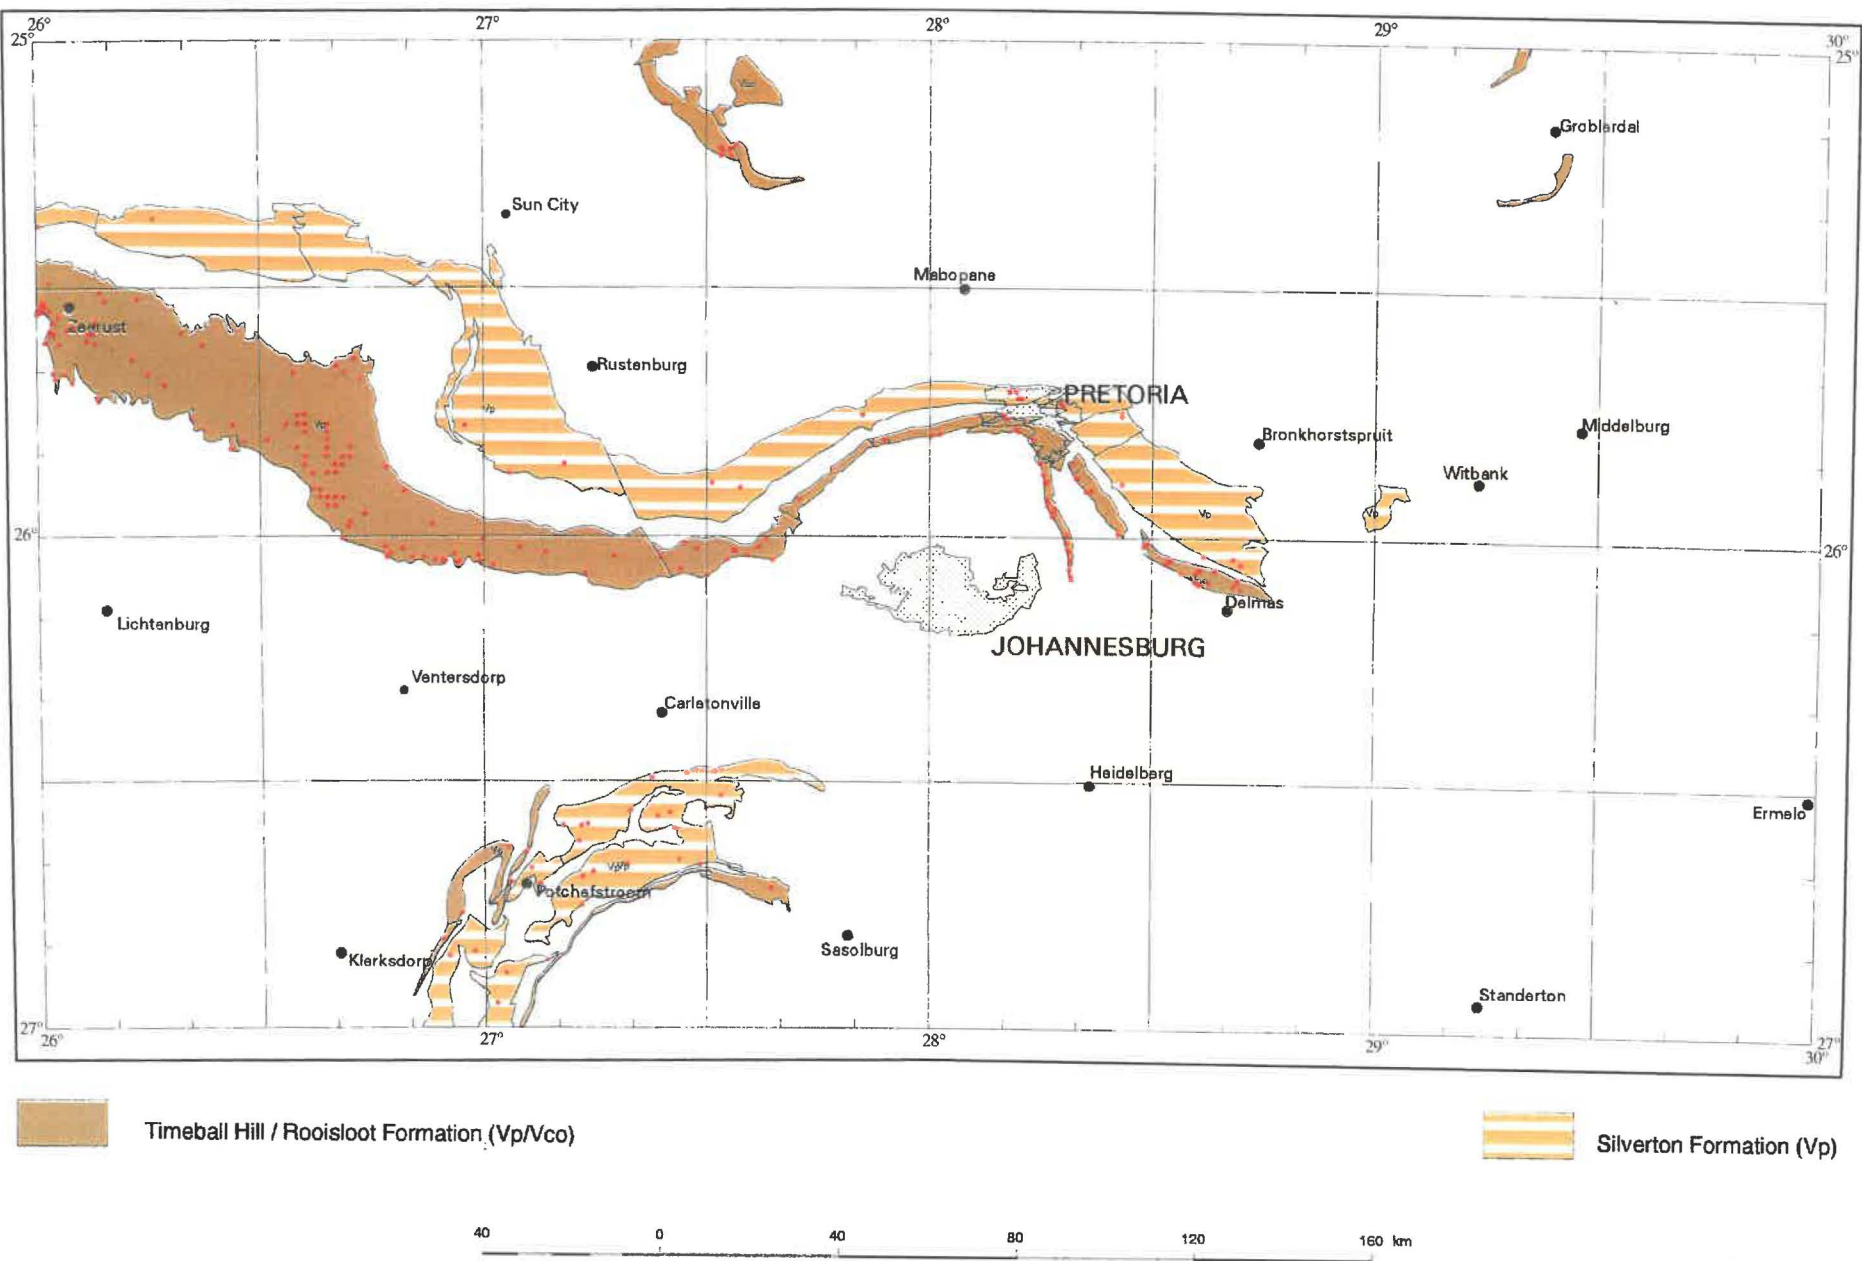 26°
27°
28°
29°
30°
25°
25°
Groblerdal
Sun City
Mabopane
Zeerust
Rustenburg
PRETORIA
Vp
Vp
Bronkhorstspruit
Middelburg
Witbank
Vp
Vp
26°
26°
Delmas
Lichtenburg
JOHANNESBURG
Ventersdorp
Carletonville
Heidelberg
Ermelo
Potchefstroom
Sasolburg
Klerksdorp
Standerton
27°
26°
27°
28°
29°
27°
30°
Timeball Hill / Rooisloot Formation (Vp/Vco)
Silverton Formation (Vp)
40 0 40 80 120 160 km